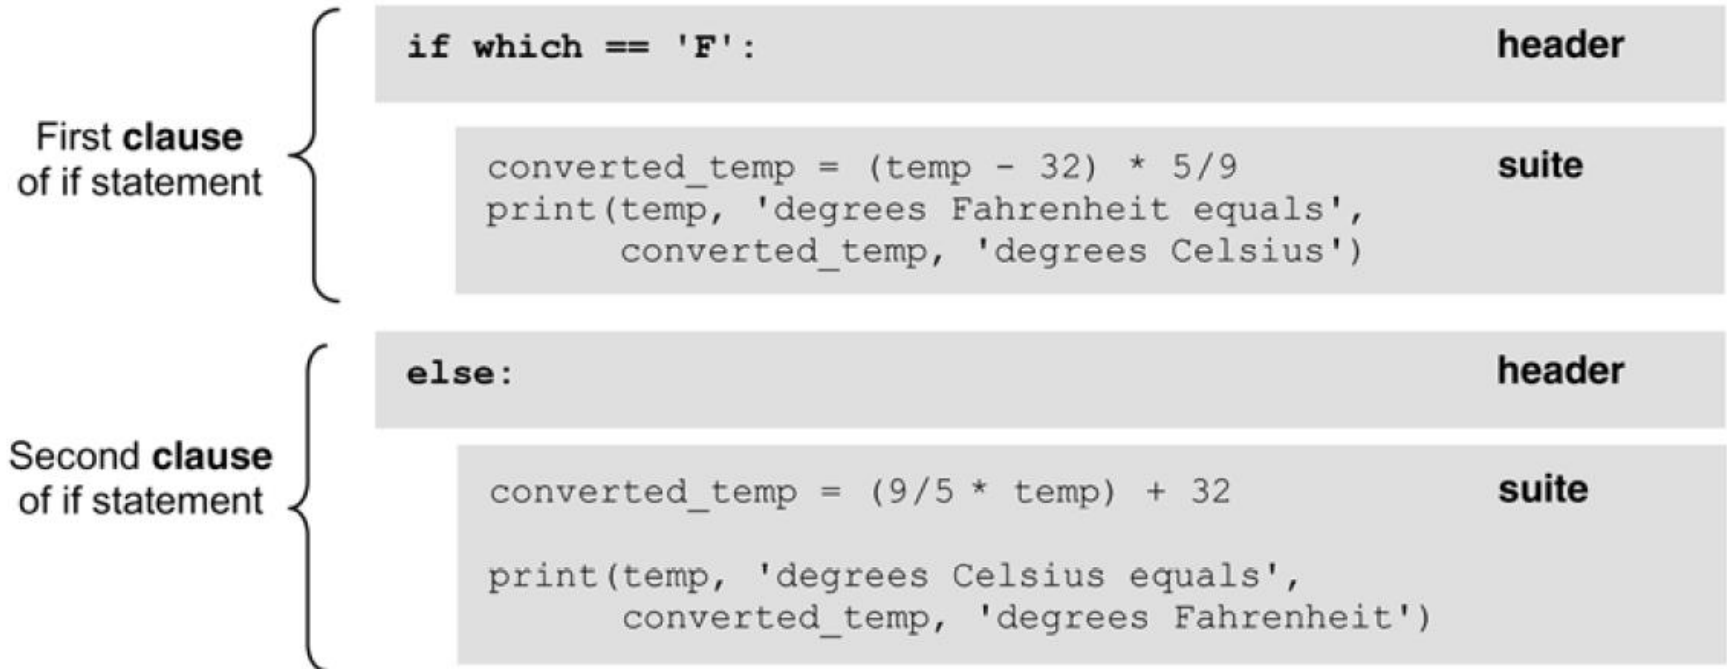 if which == 'F':
header
First clause
of if statement
converted_temp = (temp - 32) * 5/9
suite
print(temp, 'degrees Fahrenheit equals',
converted_temp, 'degrees Celsius')
else:
header
Second clause
of if statement
converted_temp = (9/5 * temp) + 32
suite
print(temp, 'degrees Celsius equals',
converted_temp, 'degrees Fahrenheit')